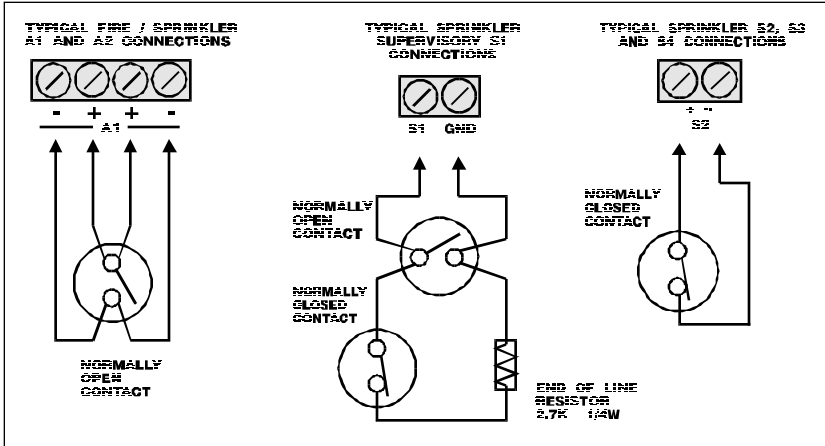 TYPICAL FIRE / SPRINKLER
A1 AND A2 CONNECTIONS
- + + -
A1
NORMALLY
OPEN
CONTACT
TYPICAL SPRINKLER
SUPERVISORY S1
CONNECTIONS
S1 GND
NORMALLY
OPEN
CONTACT
NORMALLY
CLOSED
CONTACT
END OF LINE
RESISTOR
2.7K 1/4W
TYPICAL SPRINKLER S2, S3
AND S4 CONNECTIONS
+ -
S2
NORMALLY
CLOSED
CONTACT